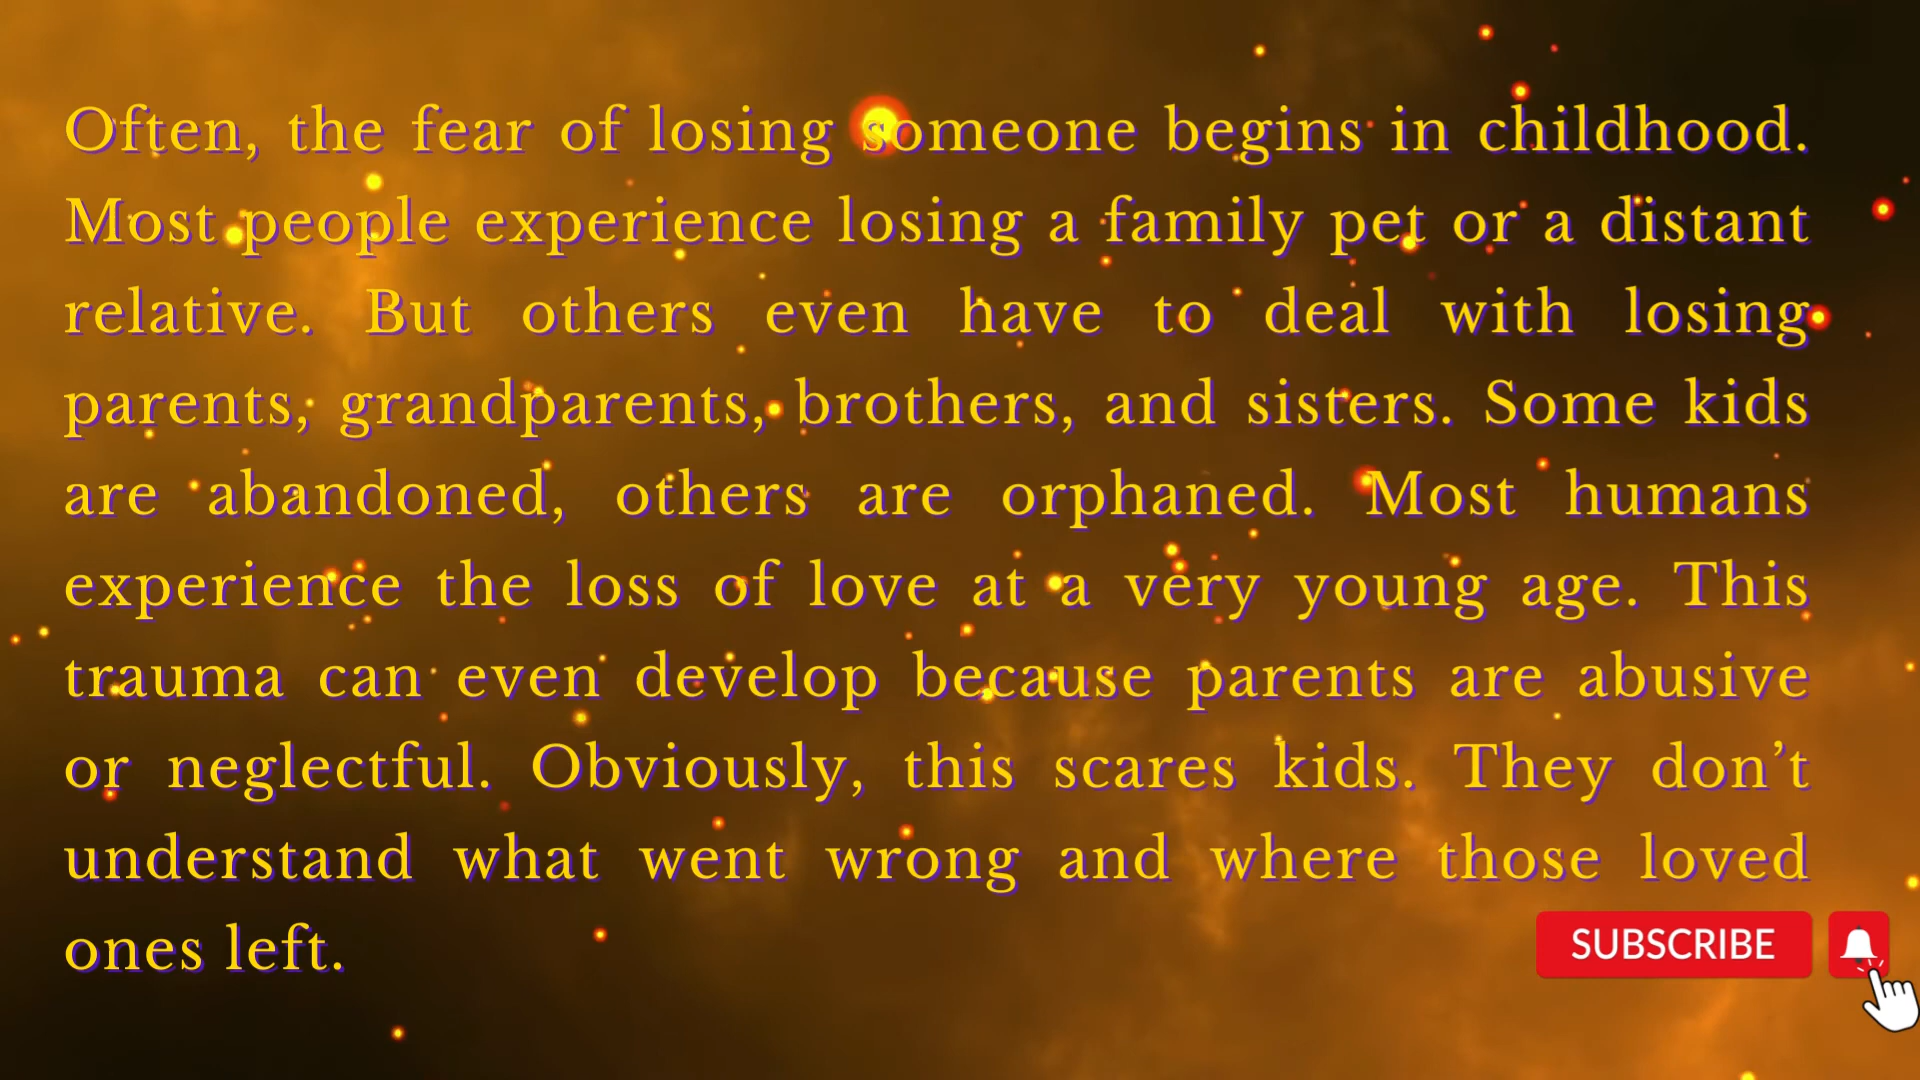 Often, the fear of losing someone begins in childhood.
Most people experience losing a family pet or a distant
relative. But others even have to deal with losing
parents, grandparents, brothers, and sisters. Some kids
are abandoned, others are orphaned. Most humans
experience the loss of love at a very young age. This
trauma can even develop because parents are abusive
or neglectful. Obviously, this scares kids. They don’t
understand what went wrong and where those loved
ones left.
SUBSCRIBE